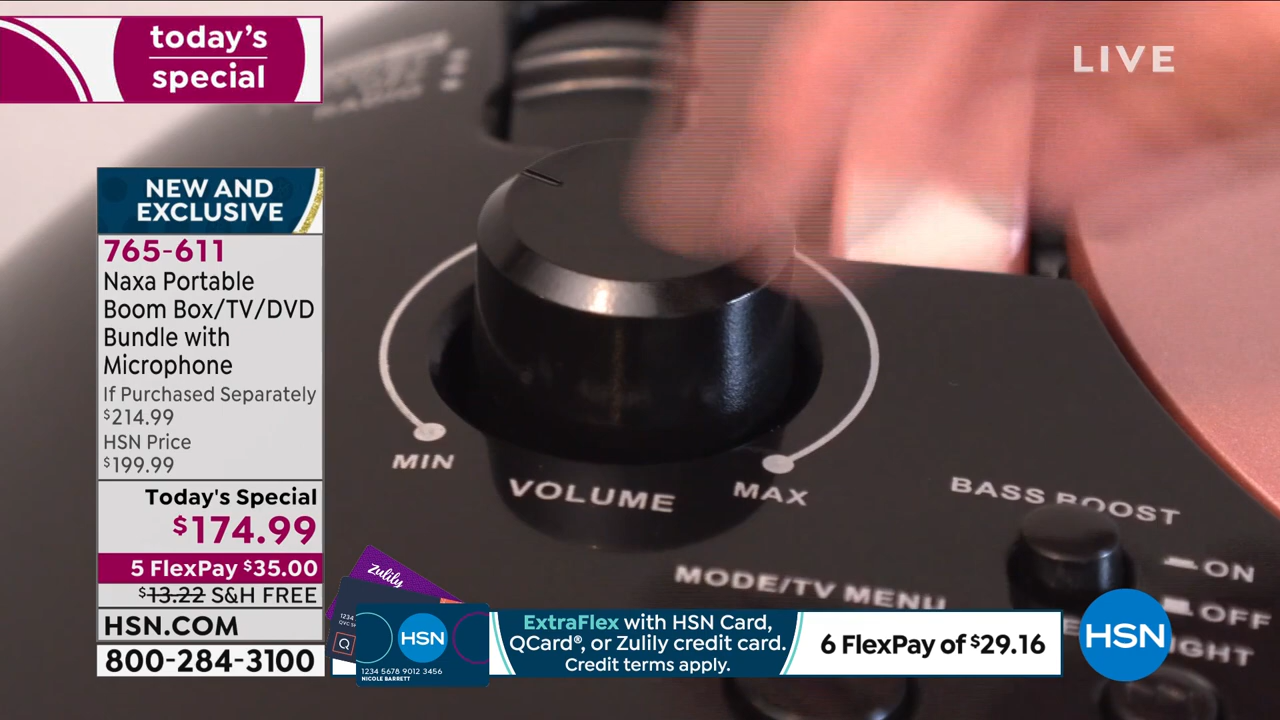 today's
special
LIVE
NEW AND
EXCLUSIVE
765-611
Naxa Portable
Boom Box/TV/DVD
Bundle with
Microphone
If Purchased Separately
$214.99
HSN Price
$199.99
Today's Special
$174.99
5 FlexPay $35.00
$13.22 S&H FREE
HSN.COM
800-284-3100
MIN
VOLUME
MAX
BASS BOOST
ON
OFF
MODE/TV MENU
Zulily
1234
Q
HSN
1234 5678 9012 3456
NICOLE BARRETT
ExtraFlex with HSN Card,
QCard®, or Zulily credit card.
Credit terms apply.
6 FlexPay of $29.16
HSN